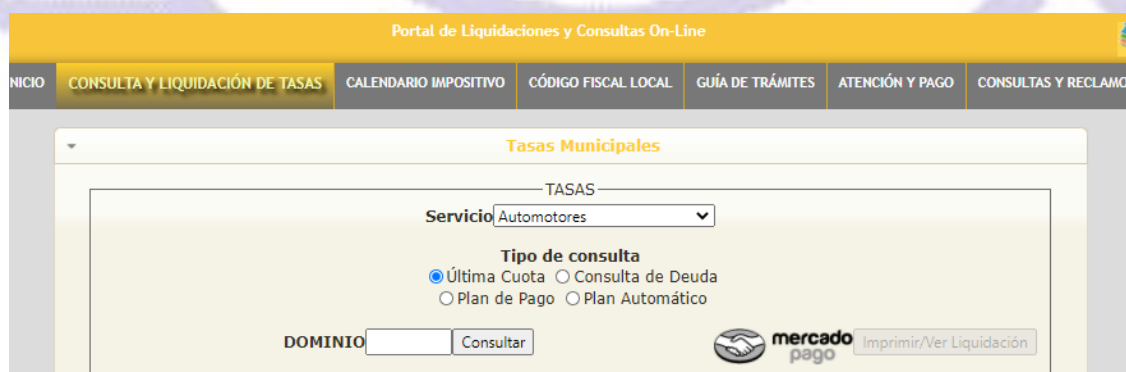 Portal de Liquidaciones y Consultas On-Line
NICIO CONSULTA Y LIQUIDACIÓN DE TASAS CALENDARIO IMPOSITIVO CÓDIGO FISCAL LOCAL GUÍA DE TRÁMITES ATENCIÓN Y PAGO CONSULTAS Y RECLAMO
Tasas Municipales
TASAS
Servicio Automotores
Tipo de consulta
Última Cuota Consulta de Deuda
Plan de Pago Plan Automático
DOMINIO Consultar mercado pago Imprimir/Ver Liquidación